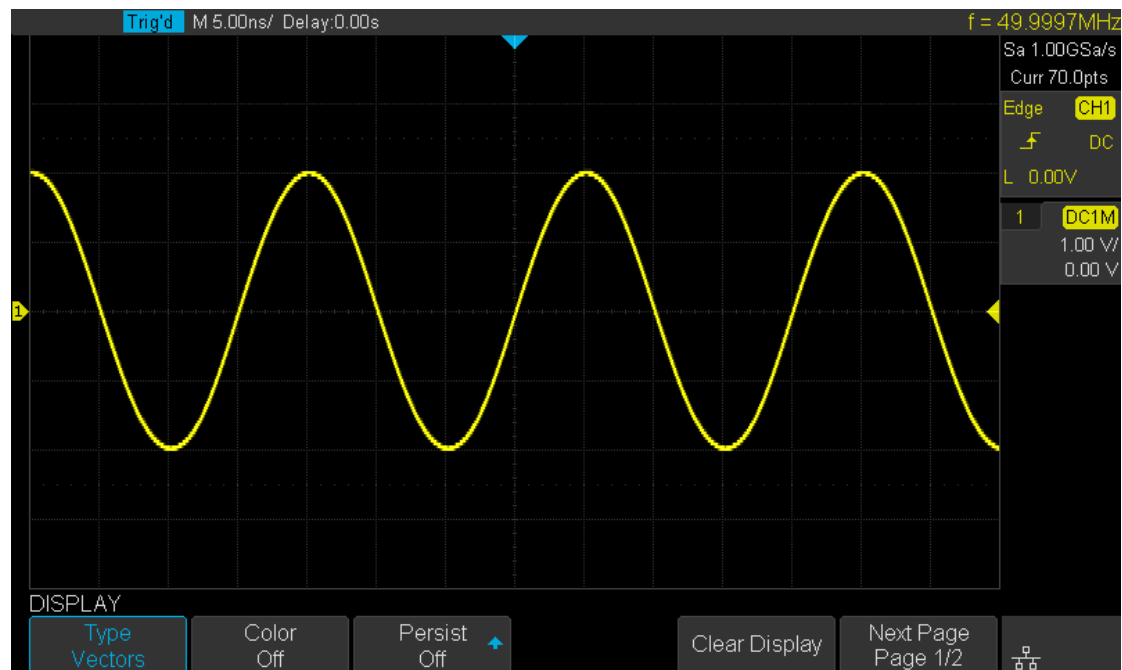 Trig'd M 5.00ns/ Delay:0.00s f = 49.9997MHz
Sa 1.00GSa/s
Curr 70.0pts
Edge CH1
DC
L 0.00V
1 DC1M
1.00 V/
0.00 V
1
DISPLAY
Type
Vectors
Color
Off
Persist
Off
Clear Display
Next Page
Page 1/2